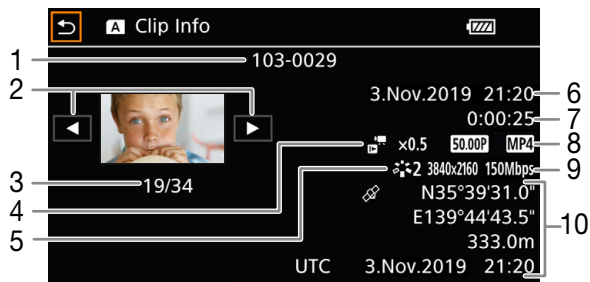 A Clip Info
1 103-0029
2
3.Nov.2019 21:20 6
0:00:25 7
×0.5 50.00P MP4 8
2 3840x2160 150Mbps 9
3 19/34
4
5
N35°39'31.0"
E139°44'43.5"
10
333.0m
UTC 3.Nov.2019 21:20